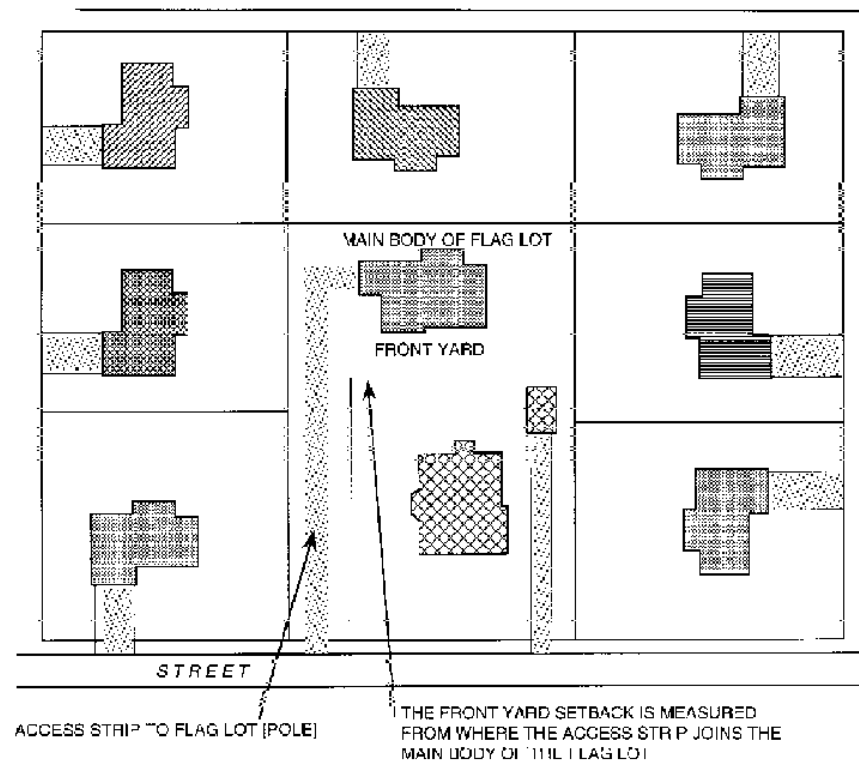 MAIN BODY OF FLAG LOT
FRONT YARD
STREET
ACCESS STRIP TO FLAG LOT [POLE]
THE FRONT YARD SETBACK IS MEASURED
FROM WHERE THE ACCESS STRIP JOINS THE
MAIN BODY OF THE FLAG LOT